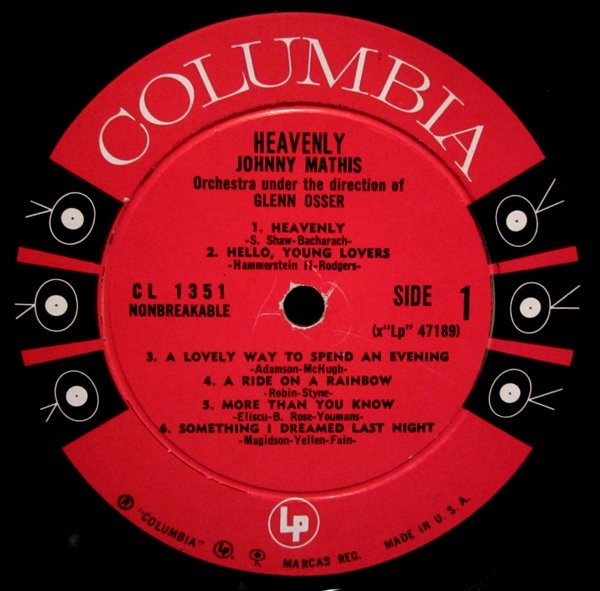 COLUMBIA
HEAVENLY
JOHNNY MATHIS
Orchestra under the direction of
GLENN OSSER
1. HEAVENLY
-S. Shaw-Bacharach-
2. HELLO, YOUNG LOVERS
-Hammerstein II-Rodgers-
CL 1351
NONBREAKABLE
SIDE 1
(x"Lp" 47189)
3. A LOVELY WAY TO SPEND AN EVENING
-Adamson-McHugh-
4. A RIDE ON A RAINBOW
-Robin-Styne-
5. MORE THAN YOU KNOW
-Eliscu-B. Rose-Youmans-
6. SOMETHING I DREAMED LAST NIGHT
-Magidson-Yellen-Fain-
Lp
® "COLUMBIA" Lp MARCAS REG. MADE IN U.S.A.